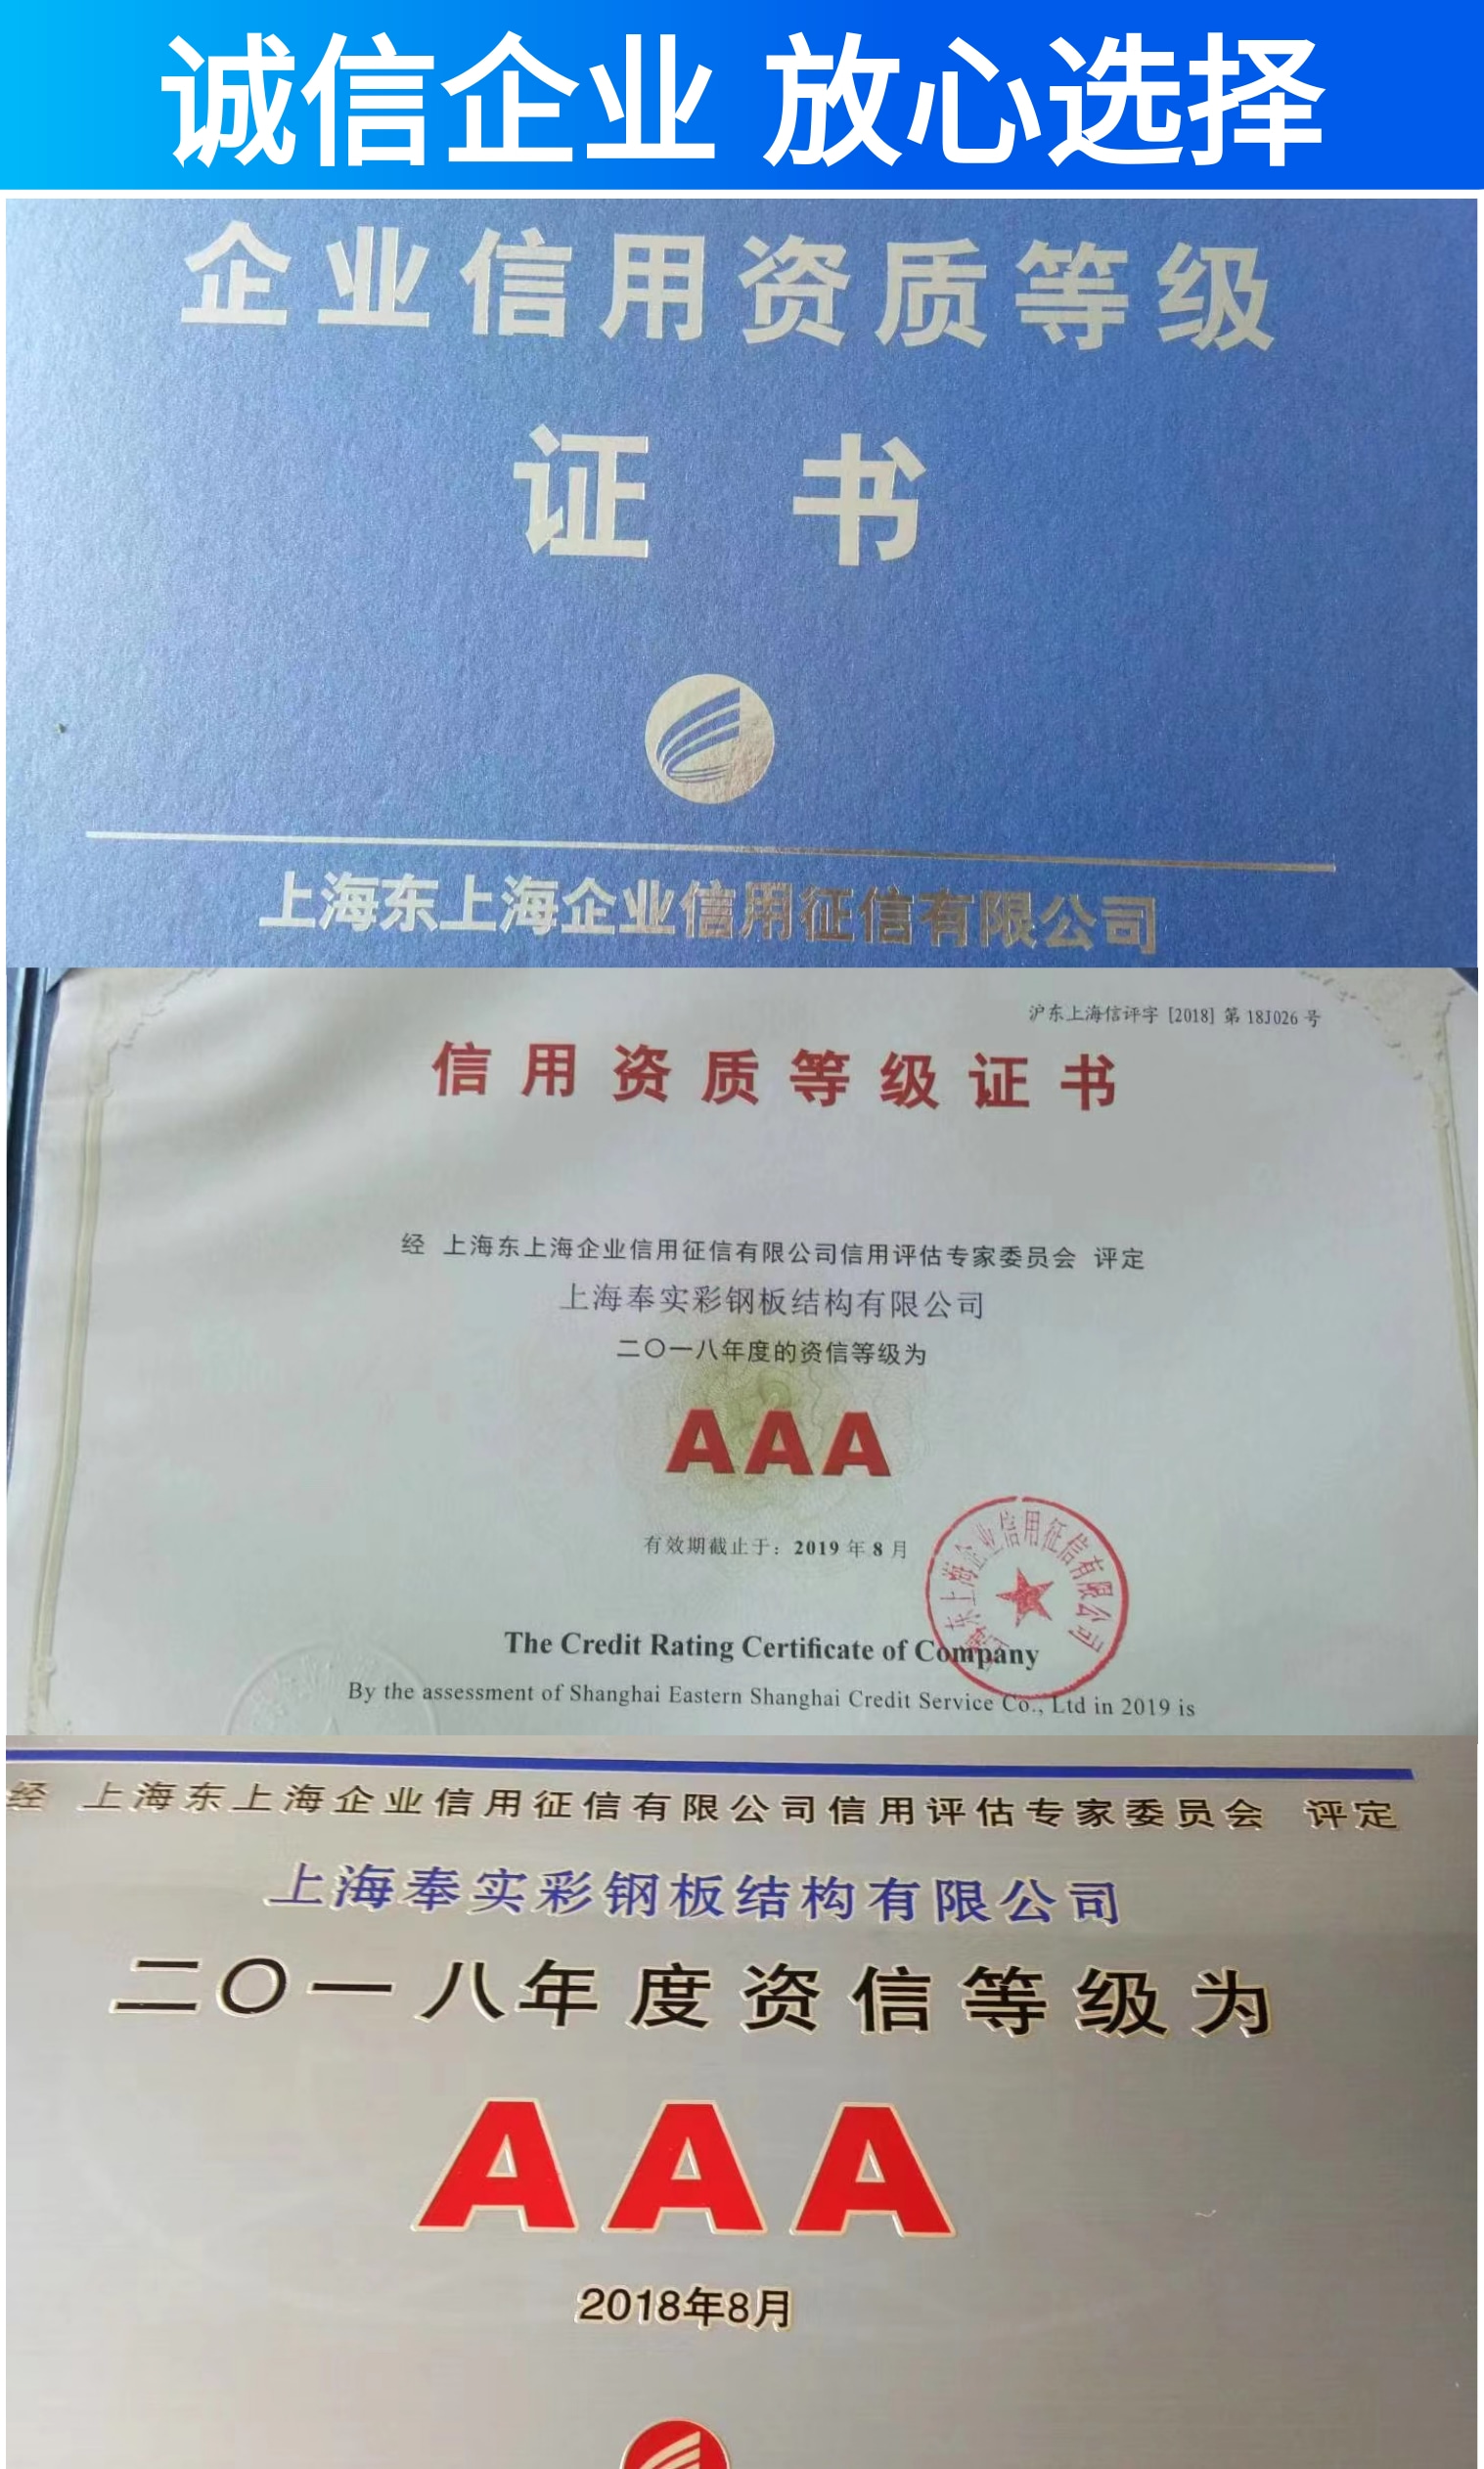 诚信企业 放心选择
企业信用资质等级
证 书
上海东上海企业信用征信有限公司
沪东上海信评字 [2018] 第 18J026 号
信用资质等级证书
经 上海东上海企业信用征信有限公司信用评估专家委员会 评定
上海奉实彩钢板结构有限公司
二〇一八年度的资信等级为
AAA
有效期截止于：2019 年 8 月
上海东上海企业信用征信有限公司
The Credit Rating Certificate of Company
By the assessment of Shanghai Eastern Shanghai Credit Service Co., Ltd in 2019 is
经 上海东上海企业信用征信有限公司信用评估专家委员会 评定
上海奉实彩钢板结构有限公司
二〇一八年度资信等级为
AAA
2018年8月